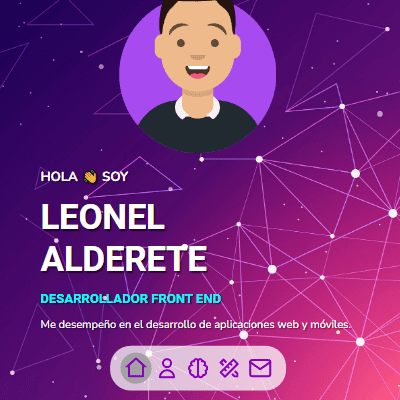 HOLA 👋 SOY
LEONEL
ALDERETE
DESARROLLADOR FRONT END
Me desempeño en el desarrollo de aplicaciones web y móviles.